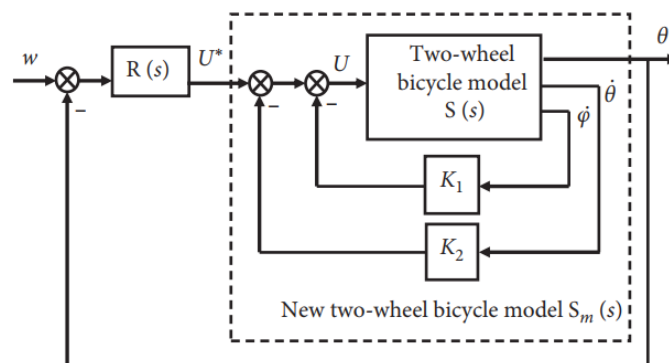 w
R (s)
U*
U
Two-wheel
bicycle model
S (s)
θ
θ̇
φ̇
K₁
K₂
New two-wheel bicycle model Sₘ (s)
–
–
–